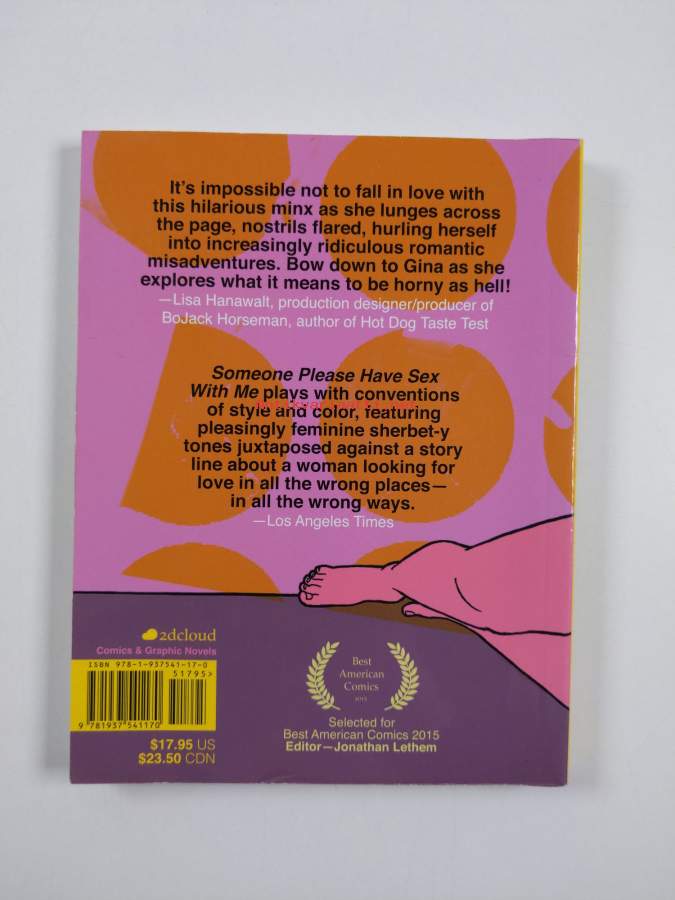 It's impossible not to fall in love with
this hilarious minx as she lunges across
the page, nostrils flared, hurling herself
into increasingly ridiculous romantic
misadventures. Bow down to Gina as she
explores what it means to be horny as hell!
—Lisa Hanawalt, production designer/producer of
BoJack Horseman, author of Hot Dog Taste Test
Someone Please Have Sex
With Me plays with conventions
of style and color, featuring
pleasingly feminine sherbet-y
tones juxtaposed against a story
line about a woman looking for
love in all the wrong places—
in all the wrong ways.
—Los Angeles Times
2dcloud
Comics & Graphic Novels
ISBN 978-1-937541-17-0
51795>
9 781937 541170
$17.95 US
$23.50 CDN
Best
American
Comics
2015
Selected for
Best American Comics 2015
Editor—Jonathan Lethem